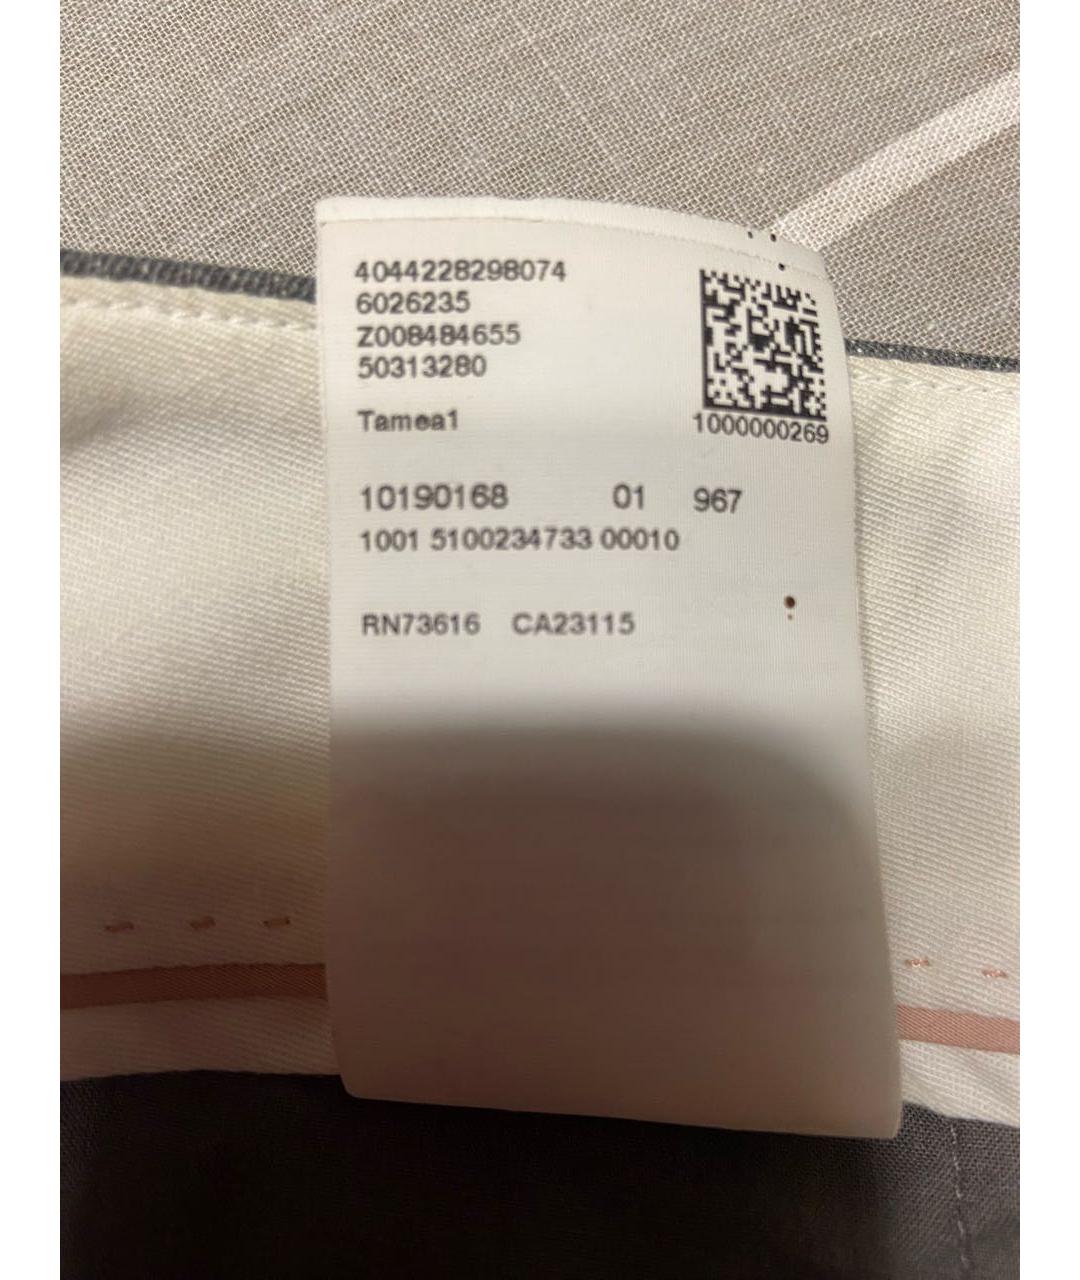 4044228298074
6026235
Z008484655
50313280
Tamea1
1000000269
10190168 01 967
1001 5100234733 00010
RN73616 CA23115